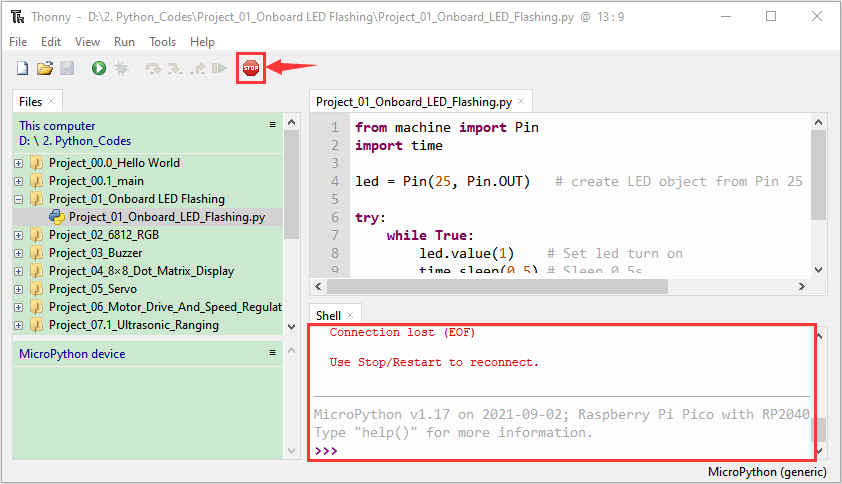 Thonny - D:\2. Python_Codes\Project_01_Onboard LED Flashing\Project_01_Onboard_LED_Flashing.py @ 13 : 9
File Edit View Run Tools Help
STOP
Files
This computer
D: \ 2. Python_Codes
Project_00.0_Hello World
Project_00.1_main
Project_01_Onboard LED Flashing
Project_01_Onboard_LED_Flashing.py
Project_02_6812_RGB
Project_03_Buzzer
Project_04_8×8_Dot_Matrix_Display
Project_05_Servo
Project_06_Motor_Drive_And_Speed_Regulat
Project_07.1_Ultrasonic_Ranging
MicroPython device
Project_01_Onboard_LED_Flashing.py
1 from machine import Pin
2 import time
3
4 led = Pin(25, Pin.OUT) # create LED object from Pin 25
5
6 try:
7 while True:
8 led.value(1) # Set led turn on
9 time.sleep(0.5) # Sleep 0.5s
Shell
Connection lost (EOF)
Use Stop/Restart to reconnect.
MicroPython v1.17 on 2021-09-02; Raspberry Pi Pico with RP2040
Type "help()" for more information.
>>>
MicroPython (generic)